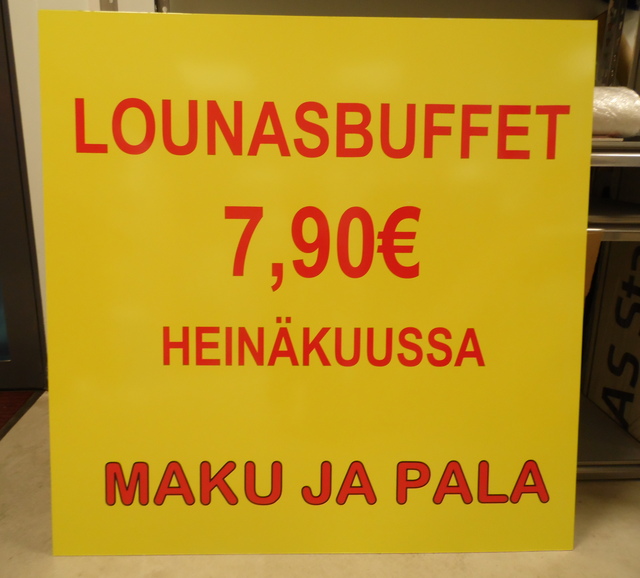 LOUNASBUFFET
7,90€
HEINÄKUUSSA
MAKU JA PALA